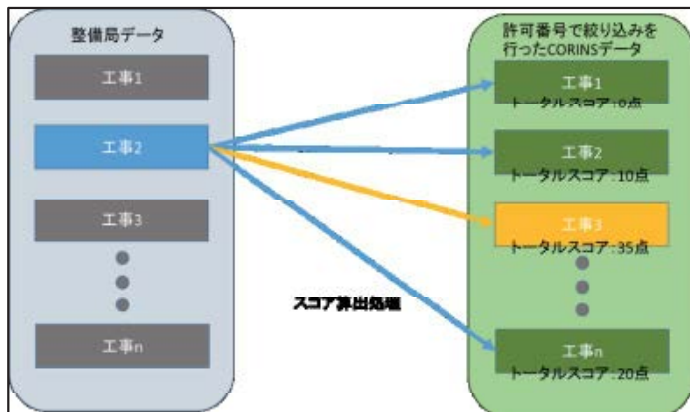 整備局データ
工事1
工事2
工事3
工事n
スコア算出処理
許可番号で絞り込みを
行ったCORINSデータ
工事1
トータルスコア:0点
工事2
トータルスコア:10点
工事3
トータルスコア:35点
工事n
トータルスコア:20点